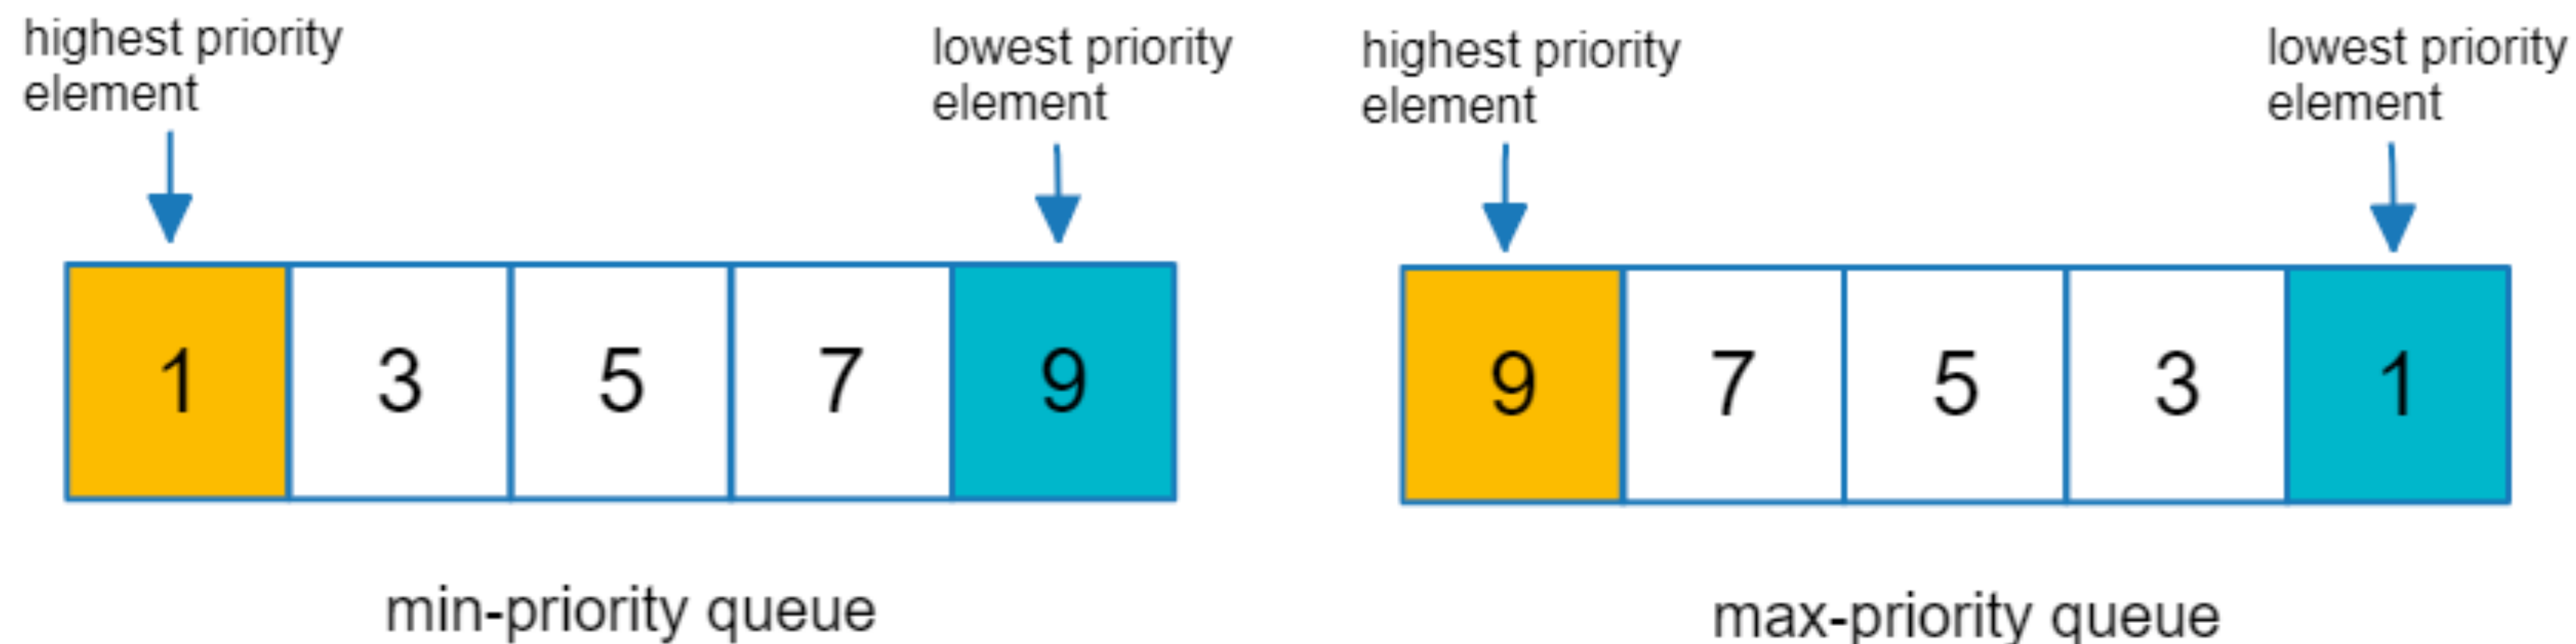 highest priority
element
lowest priority
element
1 3 5 7 9
min-priority queue
highest priority
element
lowest priority
element
9 7 5 3 1
max-priority queue